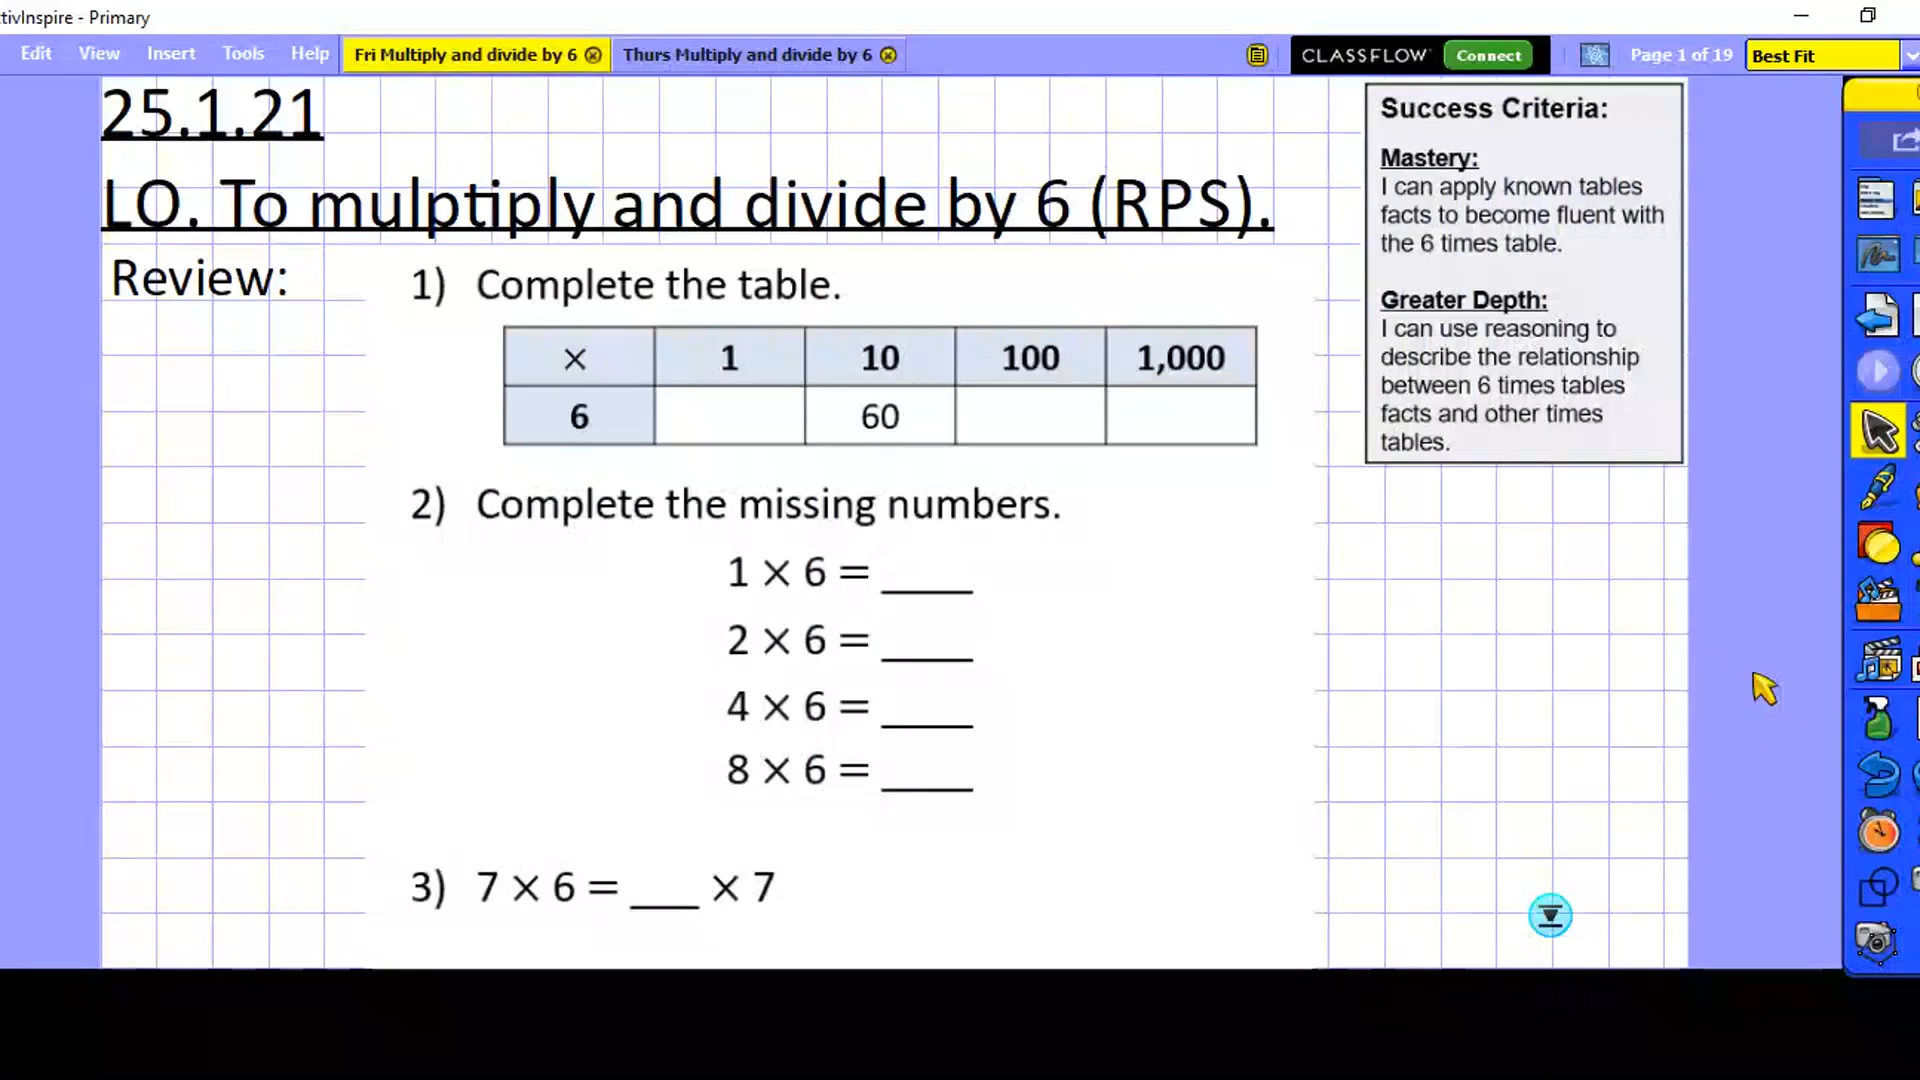 tivInspire - Primary
Edit View Insert Tools Help Fri Multiply and divide by 6 Thurs Multiply and divide by 6 CLASSFLOW Connect Page 1 of 19 Best Fit
25.1.21
LO. To mulptiply and divide by 6 (RPS).
Review:
1) Complete the table.
× 1 10 100 1,000
6 60
2) Complete the missing numbers.
1 × 6 = ____
2 × 6 = ____
4 × 6 = ____
8 × 6 = ____
3) 7 × 6 = ___ × 7
Success Criteria:
Mastery:
I can apply known tables
facts to become fluent with
the 6 times table.
Greater Depth:
I can use reasoning to
describe the relationship
between 6 times tables
facts and other times
tables.